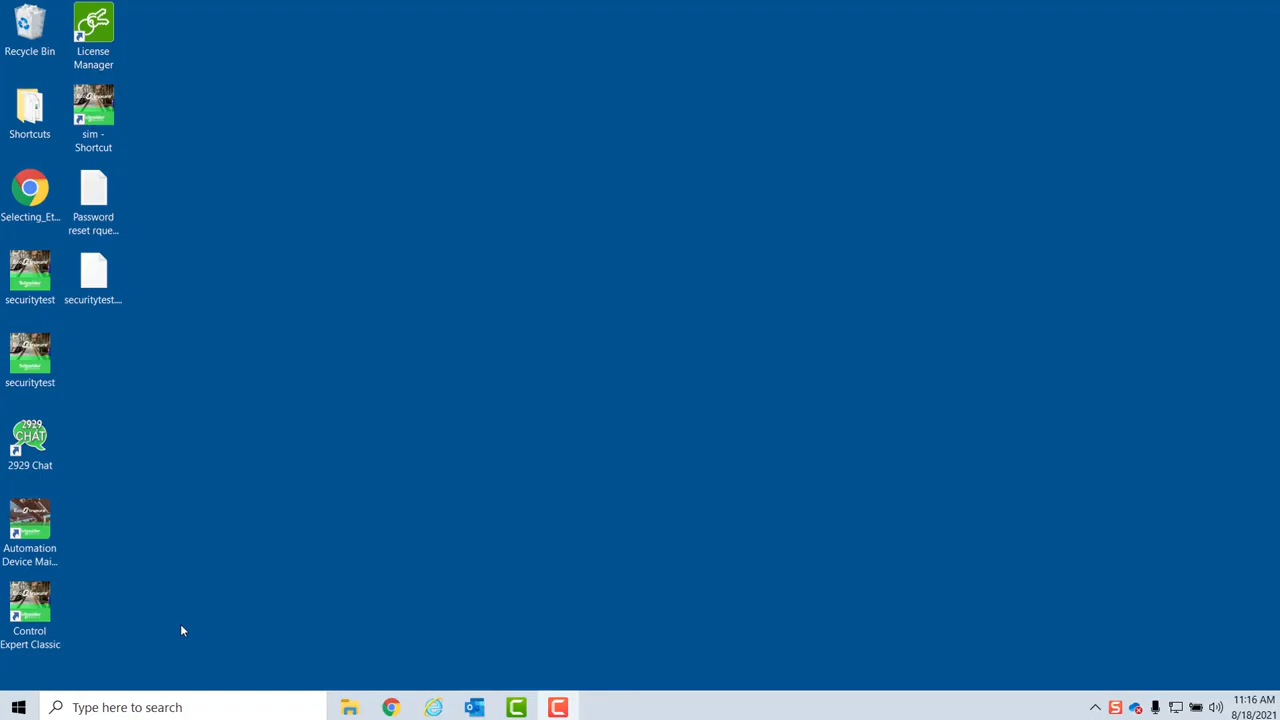 Recycle Bin
License
Manager
Shortcuts
sim -
Shortcut
Selecting_Et...
Password
reset rque...
securitytest
securitytest....
securitytest
2929
CHAT
2929 Chat
Automation
Device Mai...
Control
Expert Classic
Type here to search
11:16 AM
8/18/2021